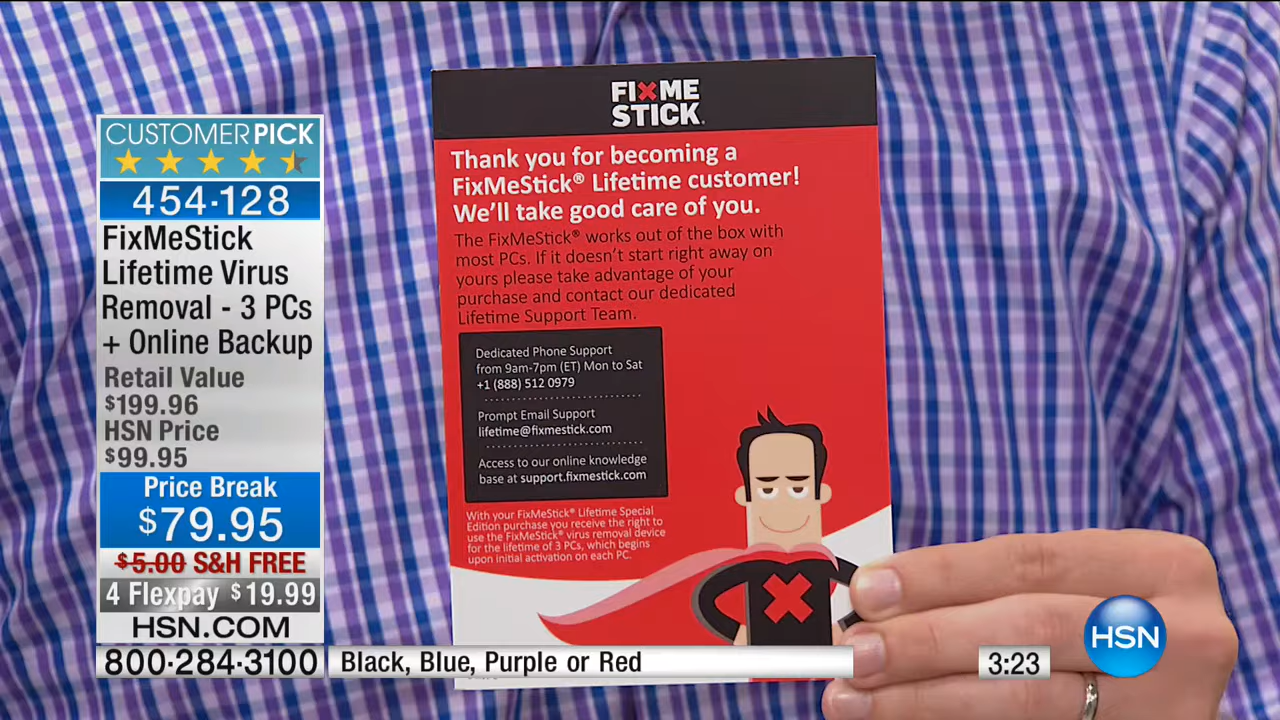 CUSTOMER PICK
454·128
FixMeStick
Lifetime Virus
Removal - 3 PCs
+ Online Backup
Retail Value
$199.96
HSN Price
$99.95
Price Break
$79.95
$5.00 S&H FREE
4 Flexpay $19.99
HSN.COM
800·284·3100
Black, Blue, Purple or Red
3:23
HSN
FIXME
STICK®
Thank you for becoming a
FixMeStick® Lifetime customer!
We'll take good care of you.
The FixMeStick® works out of the box with
most PCs. If it doesn't start right away on
yours please take advantage of your
purchase and contact our dedicated
Lifetime Support Team.
Dedicated Phone Support
from 9am-7pm (ET) Mon to Sat
+1 (888) 512 0979
Prompt Email Support
lifetime@fixmestick.com
Access to our online knowledge
base at support.fixmestick.com
With your FixMeStick® Lifetime Special
Edition purchase you receive the right to
use the FixMeStick® virus removal device
for the lifetime of 3 PCs, which begins
upon initial activation on each PC.